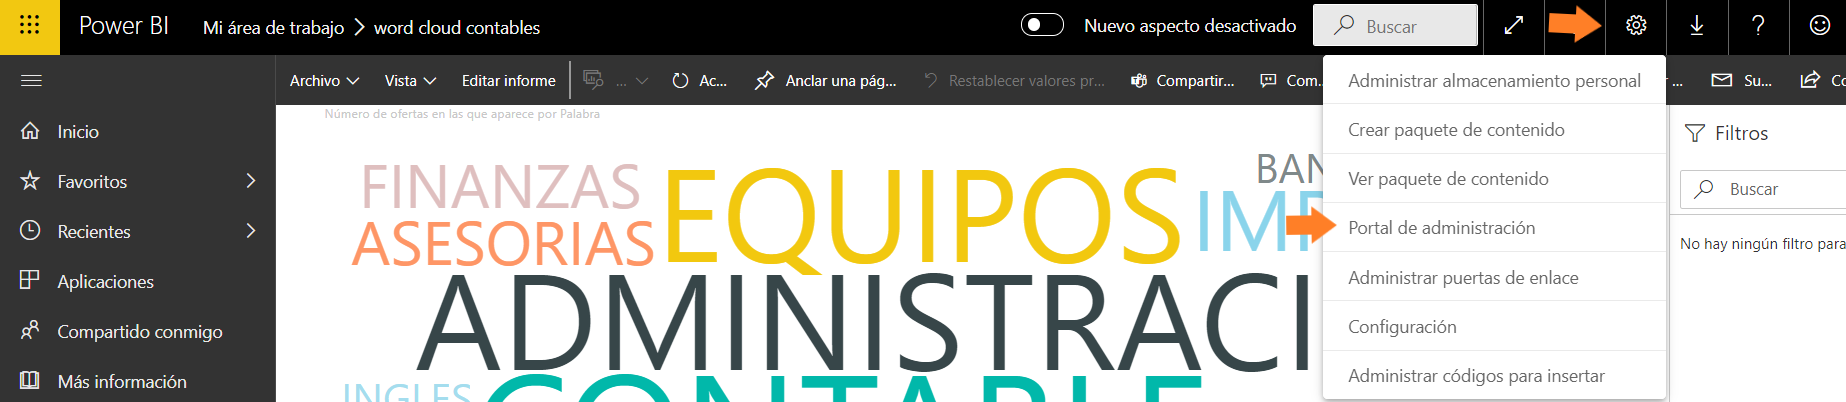 Power BI Mi área de trabajo > word cloud contables Nuevo aspecto desactivado Buscar ?
Archivo Vista Editar informe ... Ac... Anclar una pág... Restablecer valores pr... Compartir... Com... ... Su... Co
Número de ofertas en las que aparece por Palabra
Inicio
Favoritos
Recientes
Aplicaciones
Compartido conmigo
Más información
FINANZAS
EQUIPOS
BAN
ASESORIAS
IMP
ADMINISTRACI
INGLES
CONTABLE
Administrar almacenamiento personal
Crear paquete de contenido
Ver paquete de contenido
Portal de administración
Administrar puertas de enlace
Configuración
Administrar códigos para insertar
Filtros
Buscar
No hay ningún filtro para